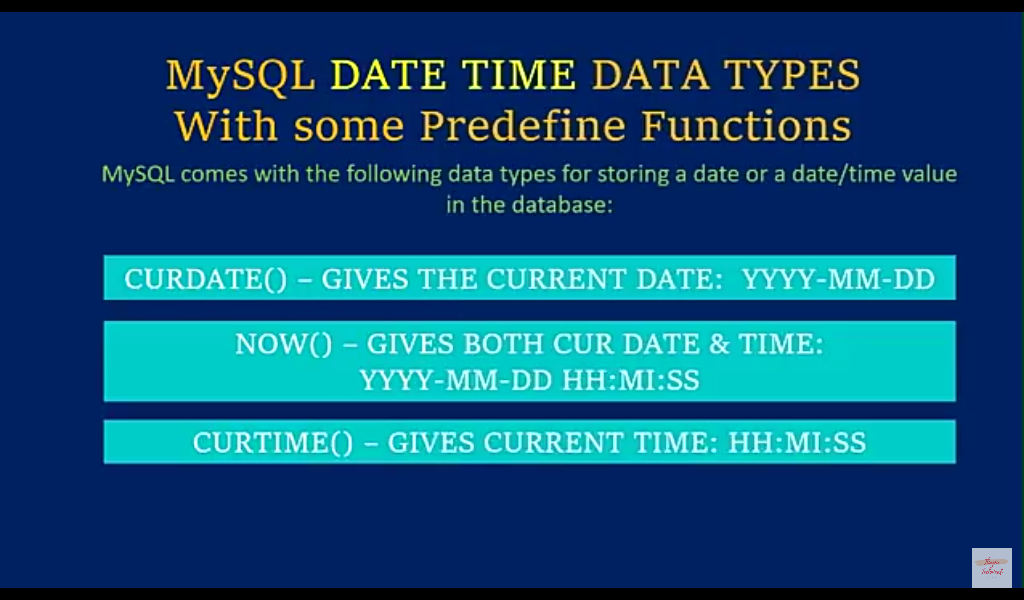 MySQL DATE TIME DATA TYPES
With some Predefine Functions
MySQL comes with the following data types for storing a date or a date/time value
in the database:
CURDATE() – GIVES THE CURRENT DATE: YYYY-MM-DD
NOW() – GIVES BOTH CUR DATE & TIME:
YYYY-MM-DD HH:MI:SS
CURTIME() – GIVES CURRENT TIME: HH:MI:SS